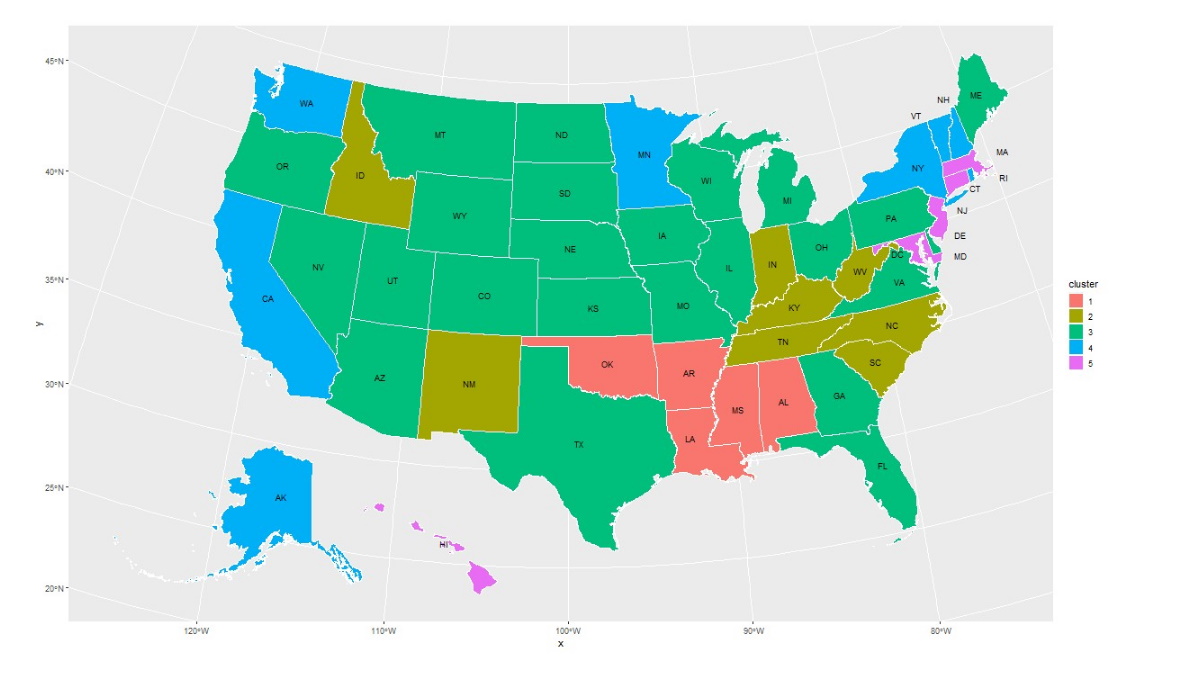 45°N
40°N
35°N
30°N
25°N
20°N
y
WA
MT
ND
MN
OR
ID
SD
WI
MI
NY
VT
NH
ME
MA
RI
CT
NJ
DE
MD
WY
NE
IA
PA
NV
UT
CO
KS
MO
IL
IN
OH
WV
DC
VA
KY
CA
AZ
NM
OK
AR
TN
NC
SC
TX
LA
MS
AL
GA
FL
AK
HI
120°W
110°W
100°W
90°W
80°W
x
cluster
1
2
3
4
5